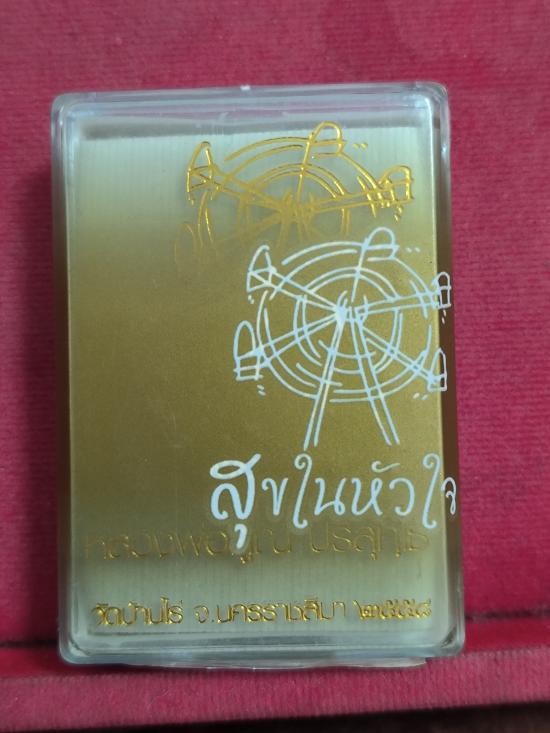 สุขในหัวใจ
หลวงพ่อคูณ ปริสุทโธ
วัดบ้านไร่ จ.นครราชสีมา ๒๕๕๘